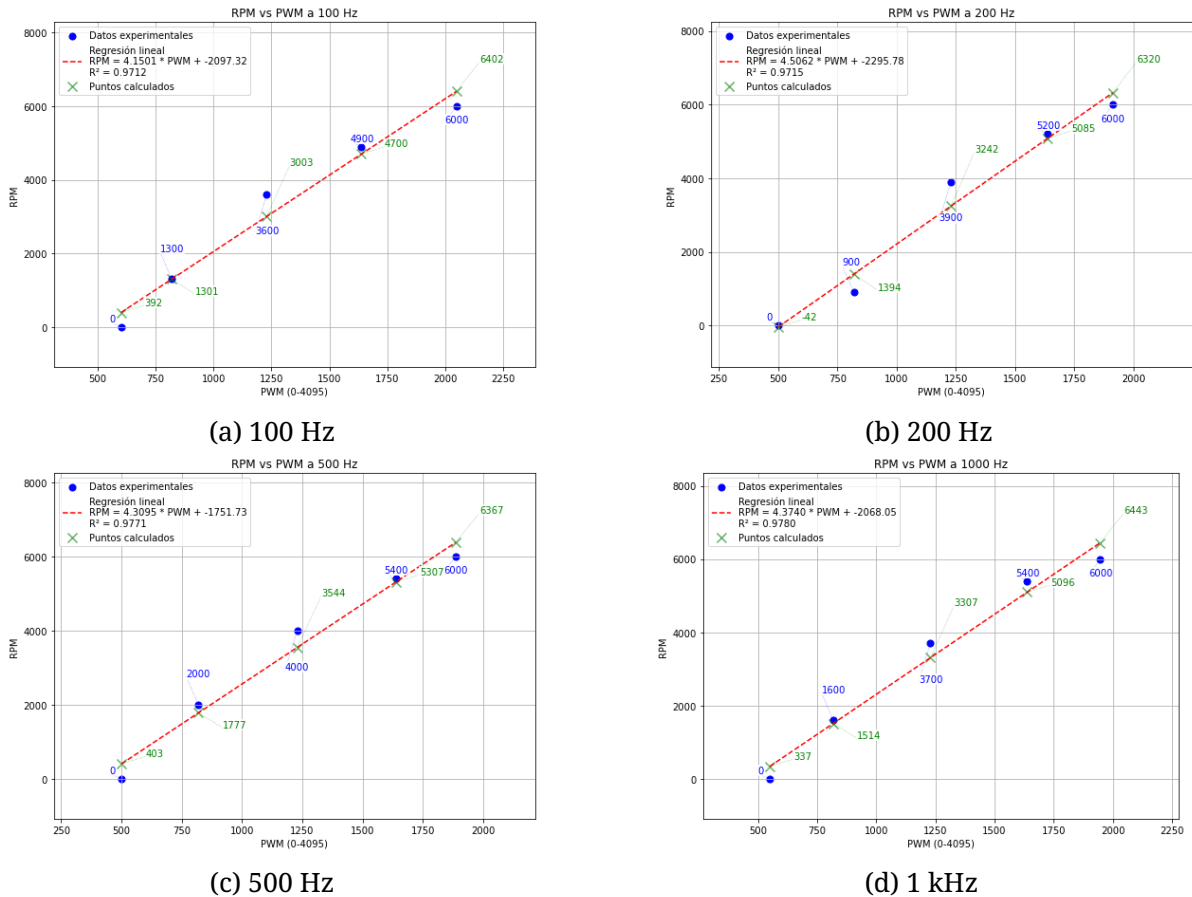 RPM vs PWM a 100 Hz
Datos experimentales
Regresión lineal
RPM = 4.1501 * PWM + -2097.32
R² = 0.9712
Puntos calculados
8000
6000
4000
2000
0
RPM
6402
6000
4900
4700
3003
3600
1300
1301
392
0
500 750 1000 1250 1500 1750 2000 2250
PWM (0-4095)
(a) 100 Hz
RPM vs PWM a 200 Hz
Datos experimentales
Regresión lineal
RPM = 4.5062 * PWM + -2295.78
R² = 0.9715
Puntos calculados
8000
6000
4000
2000
0
RPM
6320
6000
5200
5085
3242
3900
900
1394
0
-42
250 500 750 1000 1250 1500 1750 2000
PWM (0-4095)
(b) 200 Hz
RPM vs PWM a 500 Hz
Datos experimentales
Regresión lineal
RPM = 4.3095 * PWM + -1751.73
R² = 0.9771
Puntos calculados
8000
6000
4000
2000
0
RPM
6367
6000
5400
5307
3544
4000
2000
1777
403
0
250 500 750 1000 1250 1500 1750 2000
PWM (0-4095)
(c) 500 Hz
RPM vs PWM a 1000 Hz
Datos experimentales
Regresión lineal
RPM = 4.3740 * PWM + -2068.05
R² = 0.9780
Puntos calculados
8000
6000
4000
2000
0
RPM
6443
6000
5400
5096
3307
3700
1600
1514
337
0
500 750 1000 1250 1500 1750 2000 2250
PWM (0-4095)
(d) 1 kHz